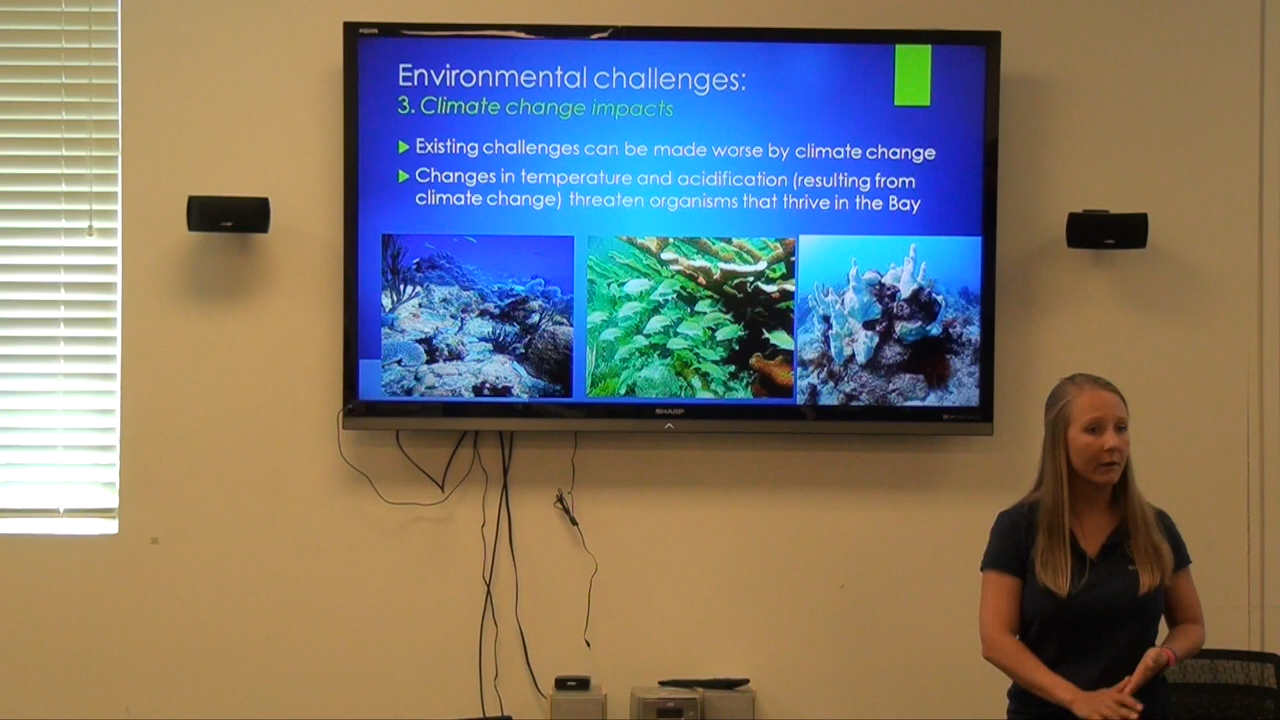 Environmental challenges:
3. Climate change impacts
Existing challenges can be made worse by climate change
Changes in temperature and acidification (resulting from
climate change) threaten organisms that thrive in the Bay
SHARP